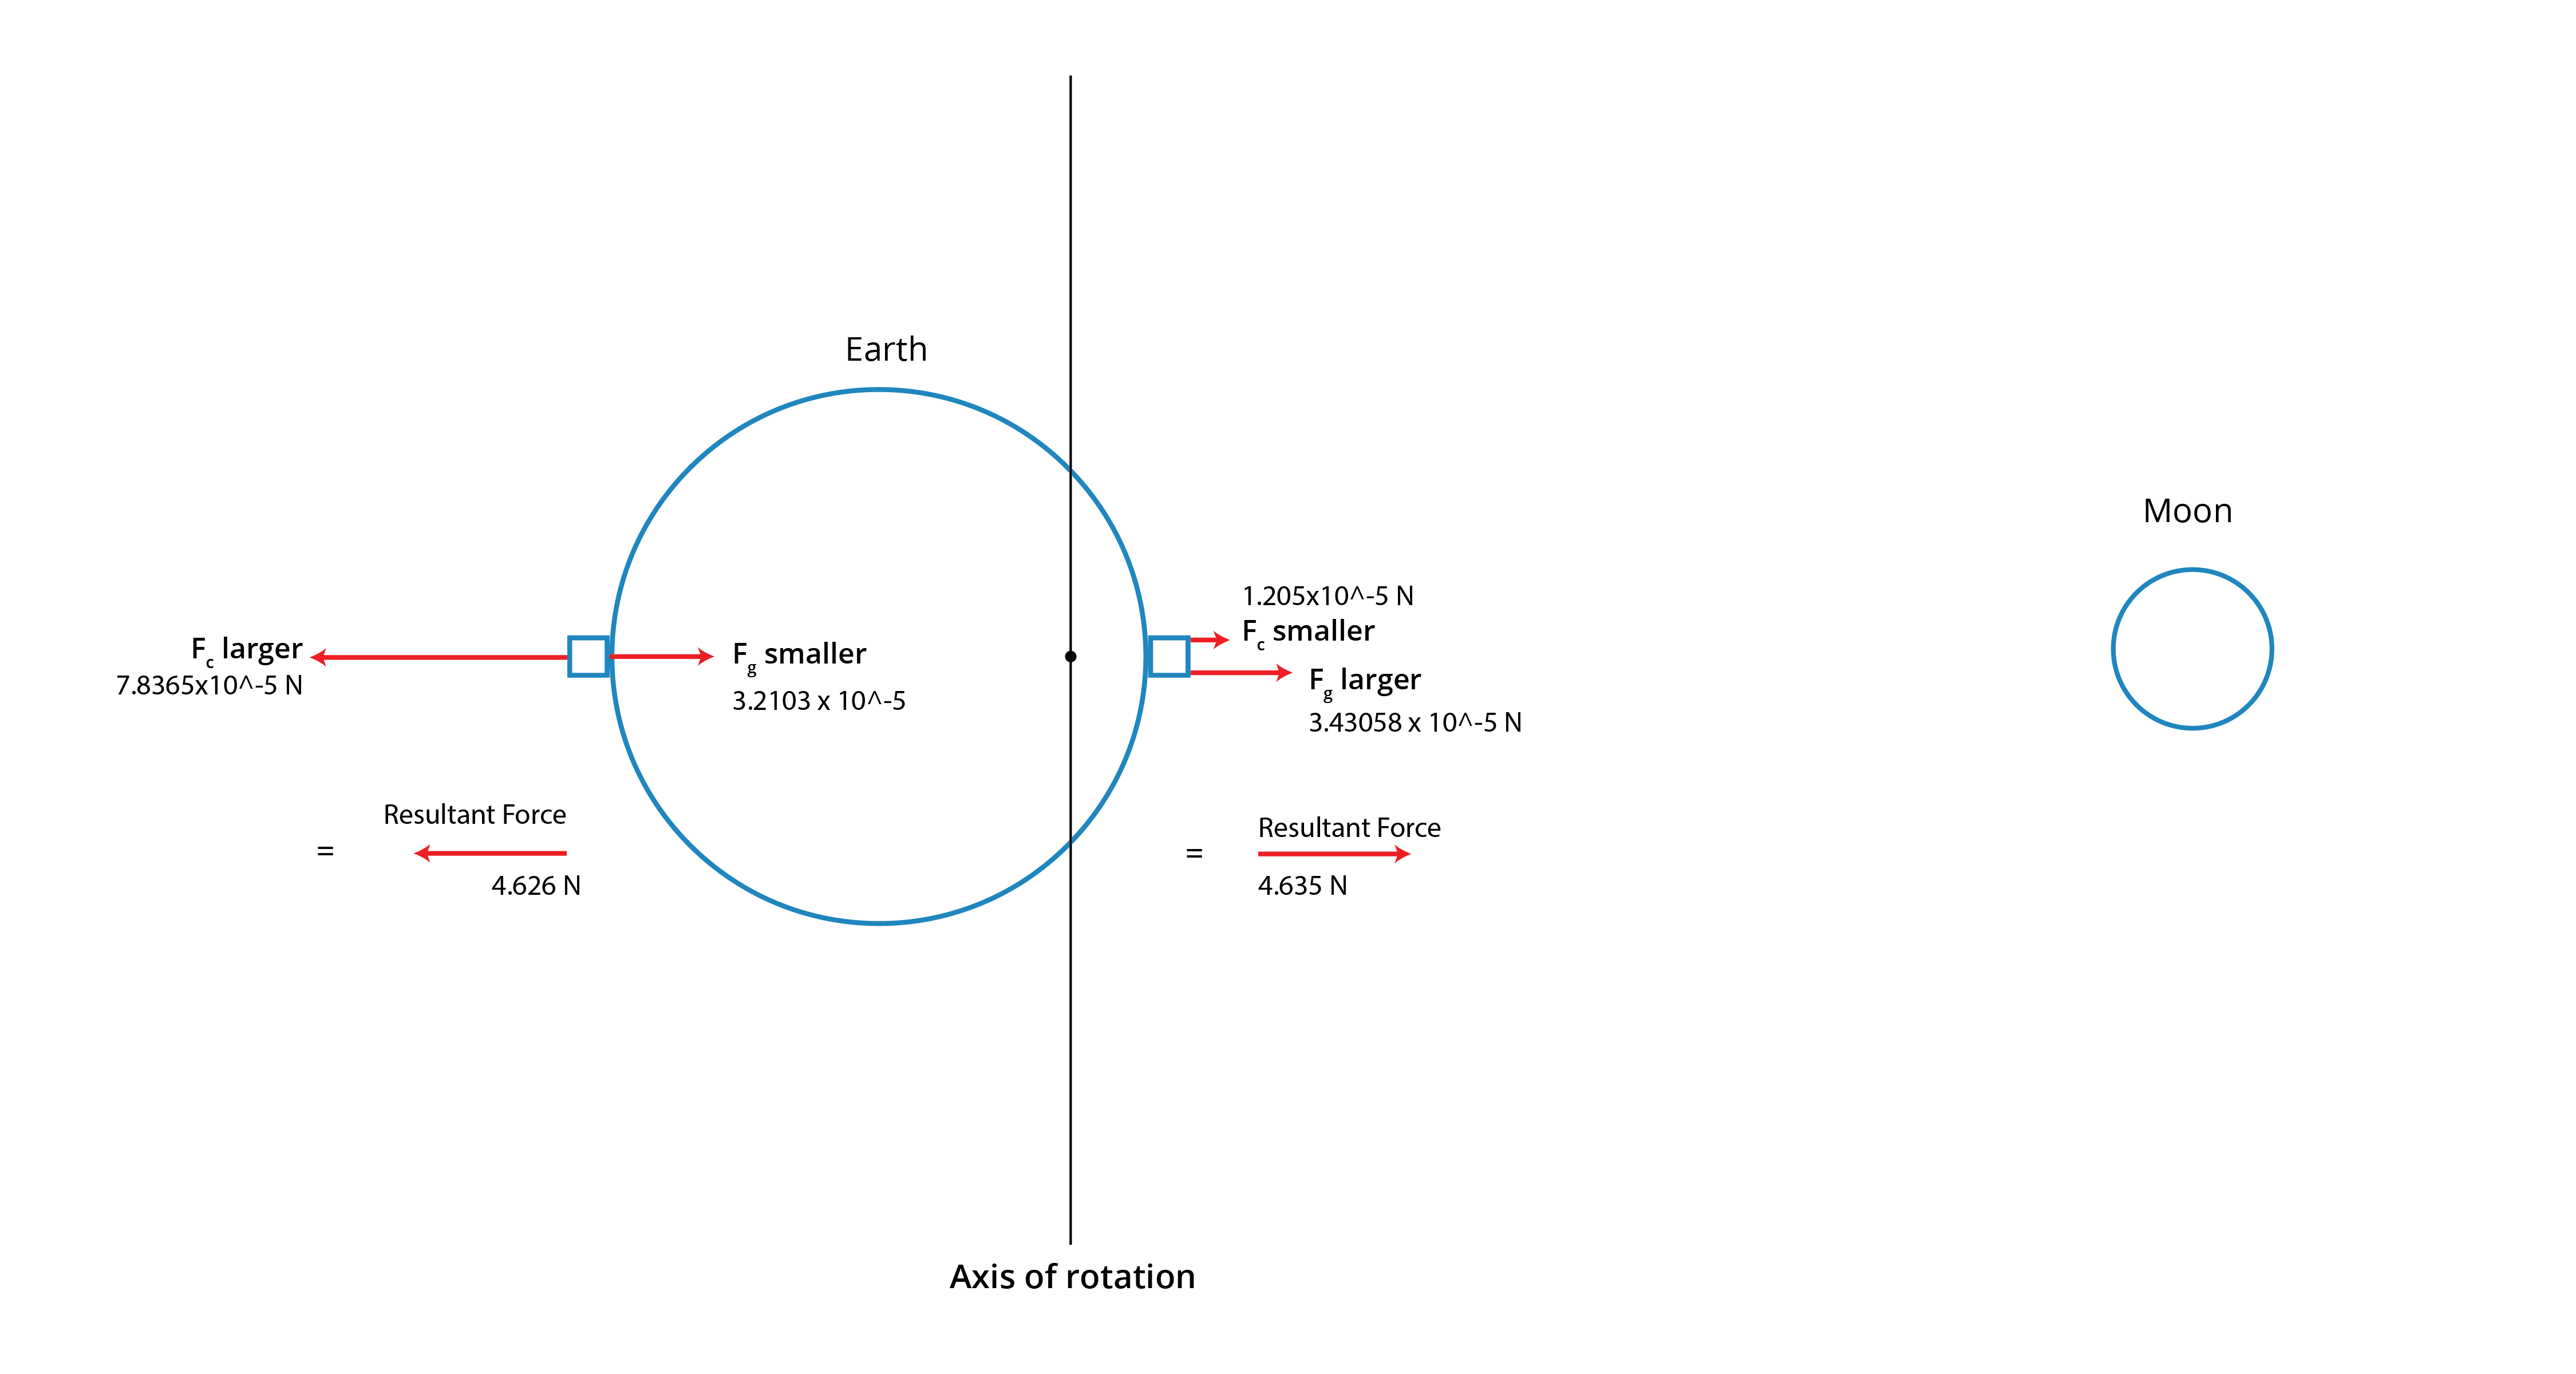 Earth
Moon
1.205x10^-5 N
Fc smaller
Fc larger
7.8365x10^-5 N
Fg smaller
3.2103 x 10^-5
Fg larger
3.43058 x 10^-5 N
Resultant Force
=
4.626 N
Resultant Force
=
4.635 N
Axis of rotation